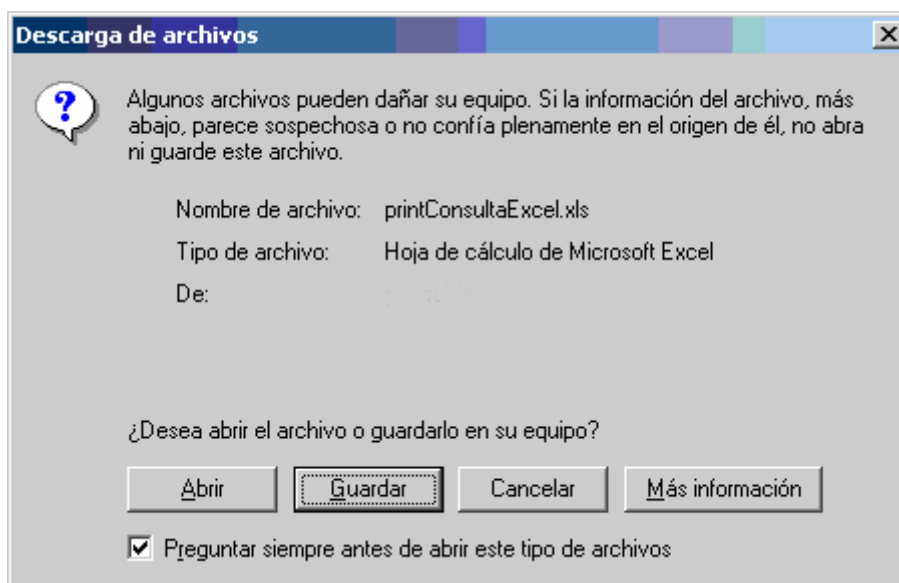 Descarga de archivos
Algunos archivos pueden dañar su equipo. Si la información del archivo, más
abajo, parece sospechosa o no confía plenamente en el origen de él, no abra
ni guarde este archivo.
Nombre de archivo: printConsultaExcel.xls
Tipo de archivo: Hoja de cálculo de Microsoft Excel
De:
¿Desea abrir el archivo o guardarlo en su equipo?
Abrir Guardar Cancelar Más información
Preguntar siempre antes de abrir este tipo de archivos